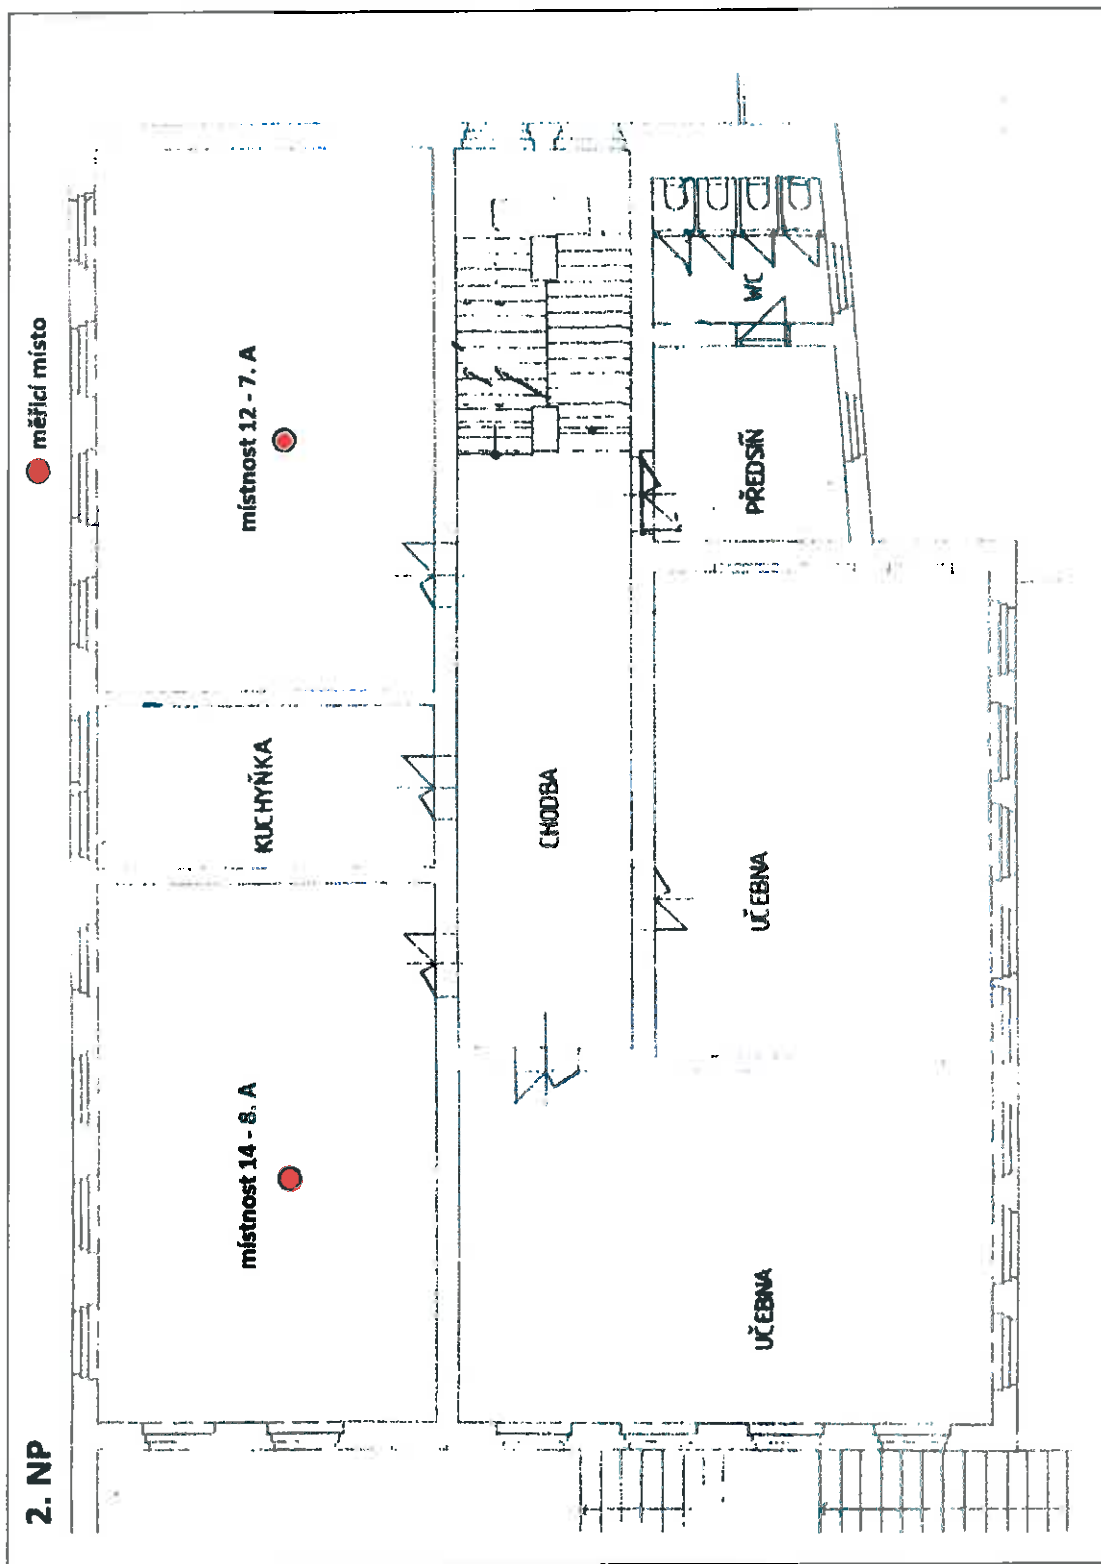 2. NP
měřicí místo
místnost 14 - 8. A
KUCHYŇKA
místnost 12 - 7. A
CHODBA
UČEBNA
UČEBNA
PŘEDSÍŇ
WC